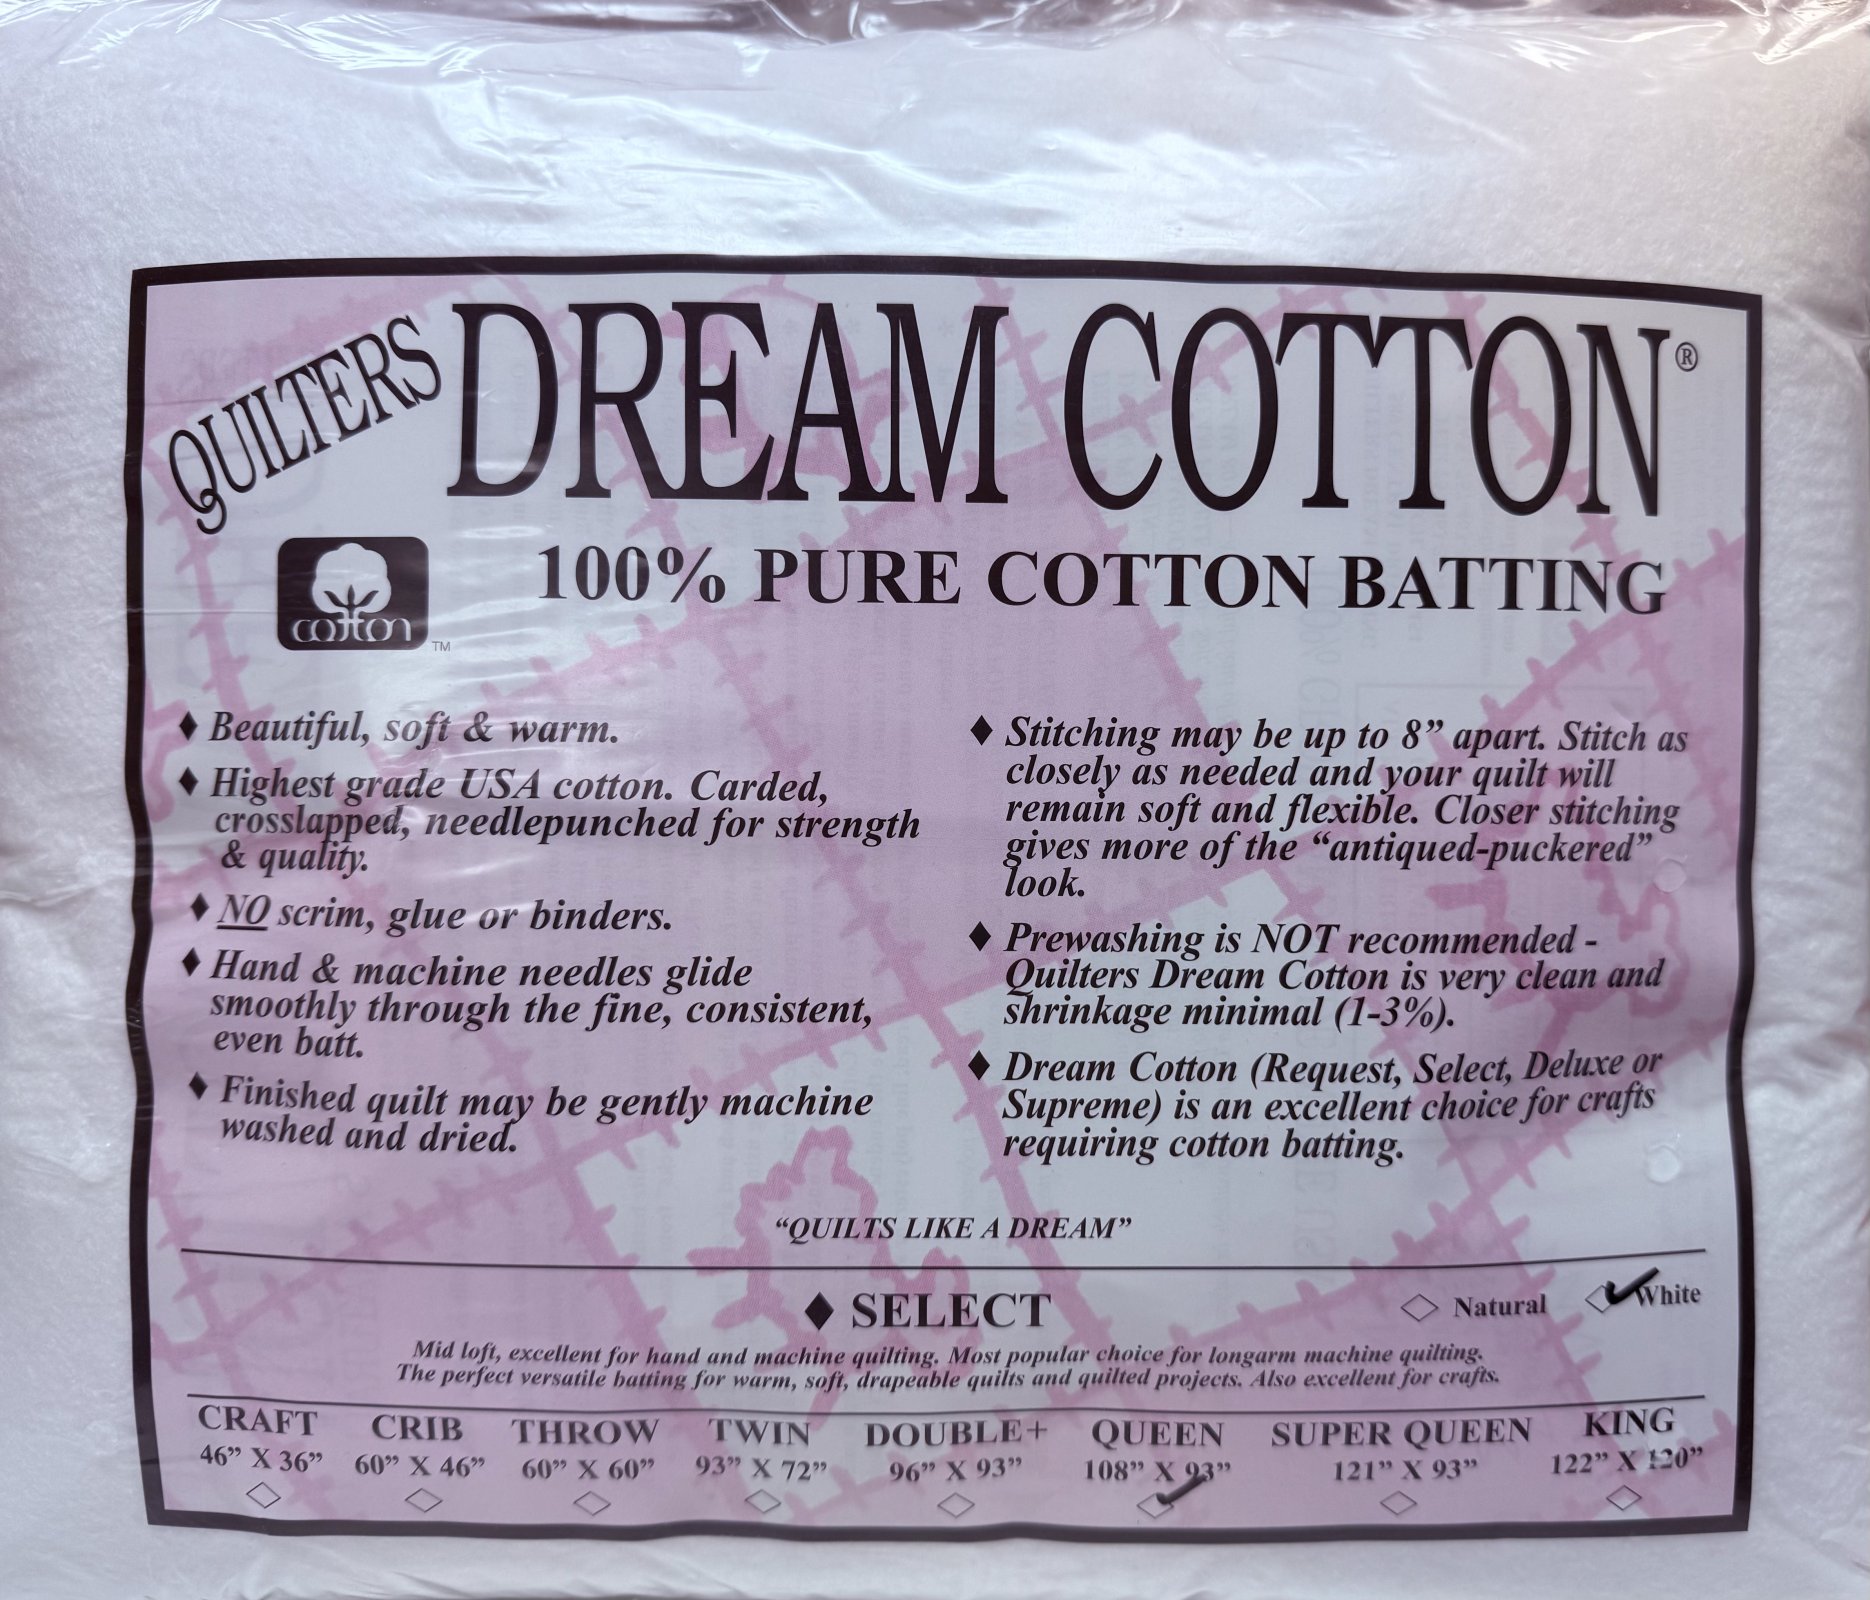 QUILTERS DREAM COTTON®
100% PURE COTTON BATTING
cotton TM
♦ Beautiful, soft & warm.
♦ Highest grade USA cotton. Carded,
crosslapped, needlepunched for strength
& quality.
♦ NO scrim, glue or binders.
♦ Hand & machine needles glide
smoothly through the fine, consistent,
even batt.
♦ Finished quilt may be gently machine
washed and dried.
♦ Stitching may be up to 8” apart. Stitch as
closely as needed and your quilt will
remain soft and flexible. Closer stitching
gives more of the “antiqued-puckered”
look.
♦ Prewashing is NOT recommended -
Quilters Dream Cotton is very clean and
shrinkage minimal (1-3%).
♦ Dream Cotton (Request, Select, Deluxe or
Supreme) is an excellent choice for crafts
requiring cotton batting.
“QUILTS LIKE A DREAM”
♦ SELECT
◇ Natural ◇ White
Mid loft, excellent for hand and machine quilting. Most popular choice for longarm machine quilting.
The perfect versatile batting for warm, soft, drapeable quilts and quilted projects. Also excellent for crafts.
CRAFT CRIB THROW TWIN DOUBLE+ QUEEN SUPER QUEEN KING
46” X 36” 60” X 46” 60” X 60” 93” X 72” 96” X 93” 108” X 93” 121” X 93” 122” X 120”